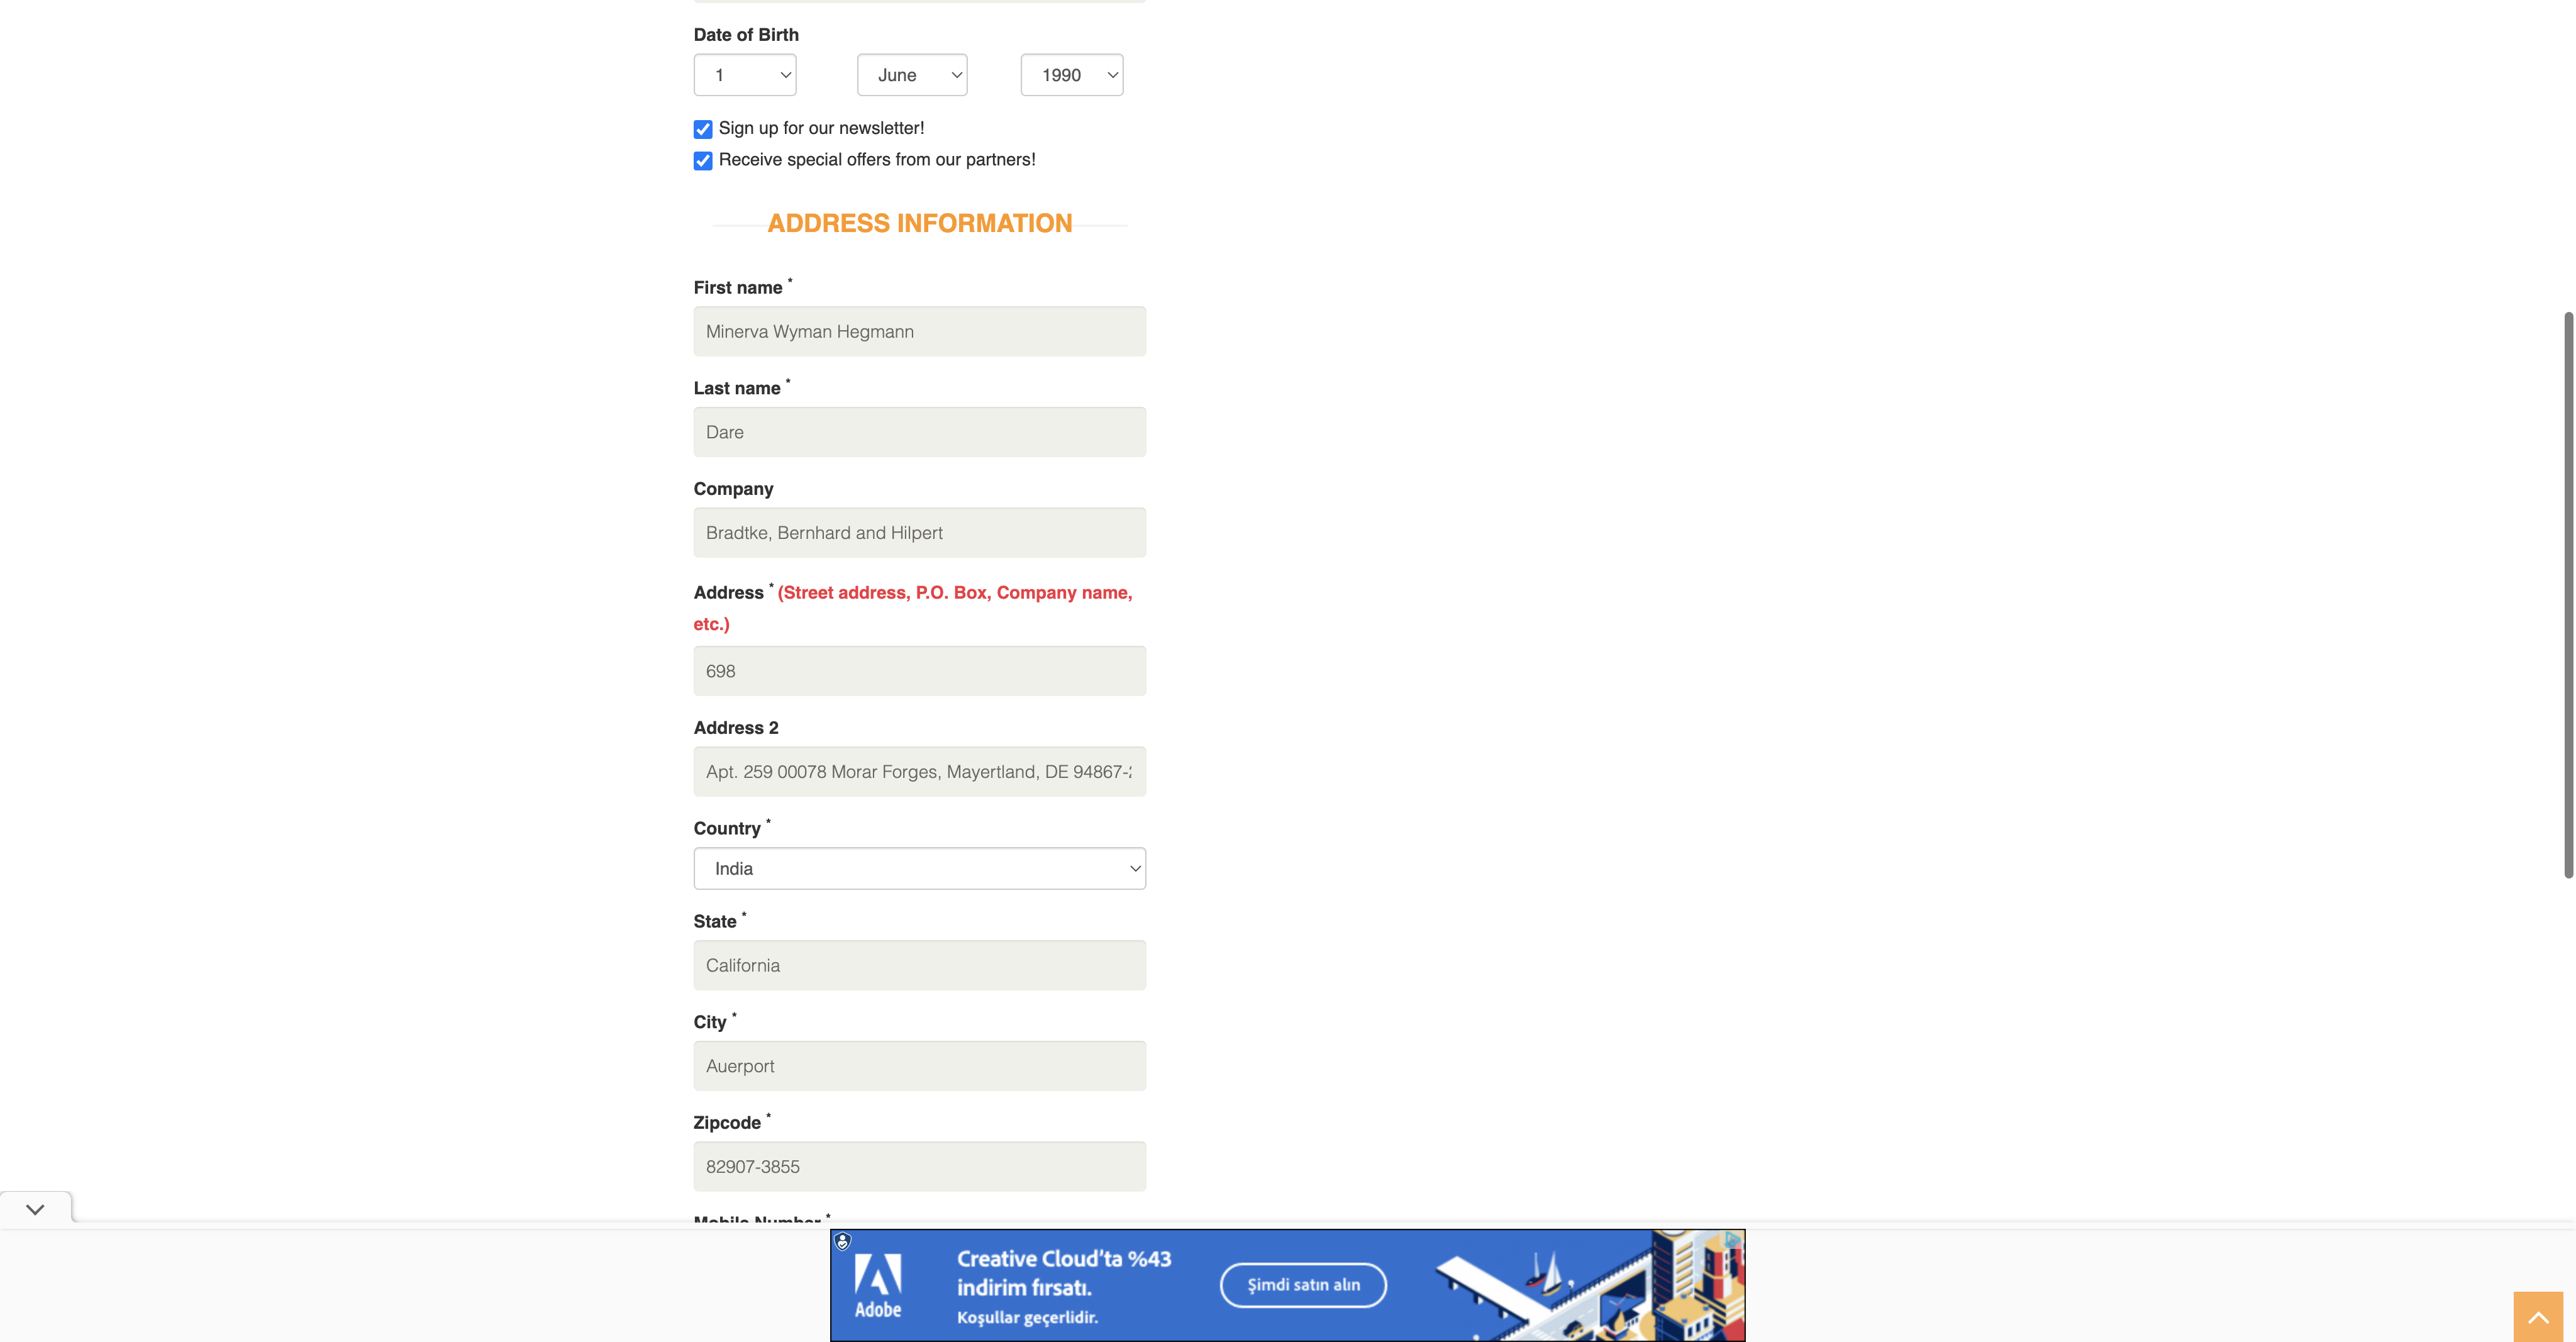 Date of Birth
1 June 1990
Sign up for our newsletter!
Receive special offers from our partners!
ADDRESS INFORMATION
First name *
Minerva Wyman Hegmann
Last name *
Dare
Company
Bradtke, Bernhard and Hilpert
Address * (Street address, P.O. Box, Company name,
etc.)
698
Address 2
Apt. 259 00078 Morar Forges, Mayertland, DE 94867-
Country *
India
State *
California
City *
Auerport
Zipcode *
82907-3855
Mobile Number *
Adobe
Creative Cloud'ta %43
indirim fırsatı.
Koşullar geçerlidir.
Şimdi satın alın